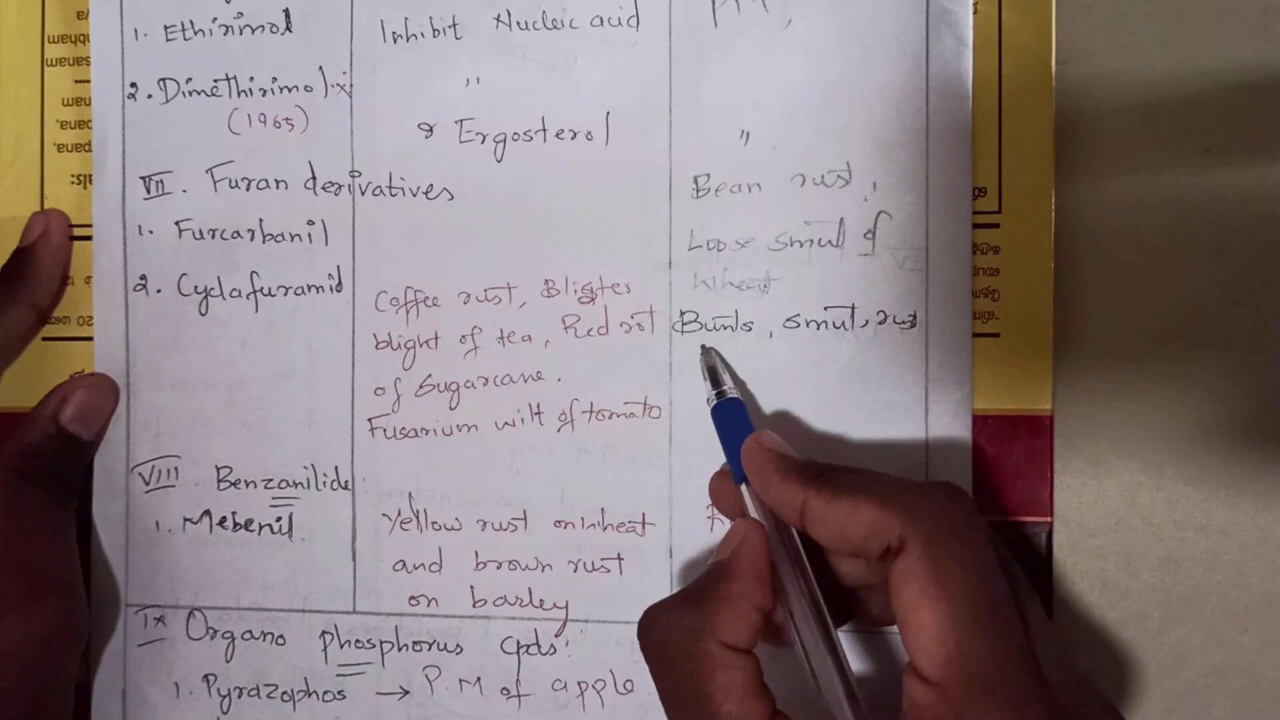 1. Ethirimol Inhibit Nucleic acid PM,
2. Dimethirimol " 
(1965) & Ergosterol "
VII. Furan derivatives Bean rust,
1. Furcarbanil Loose smut of
2. Cyclafuramid wheat
Coffee rust, Blister
blight of tea, Red rot Bunts, smut, rust
of Sugarcane.
Fusarium wilt of tomato
VIII Benzanilide:
1. Mebenil Yellow rust on wheat
and brown rust
on barley
IX Organo phosphorus cpds:
1. Pyrazophos → P.M of apple